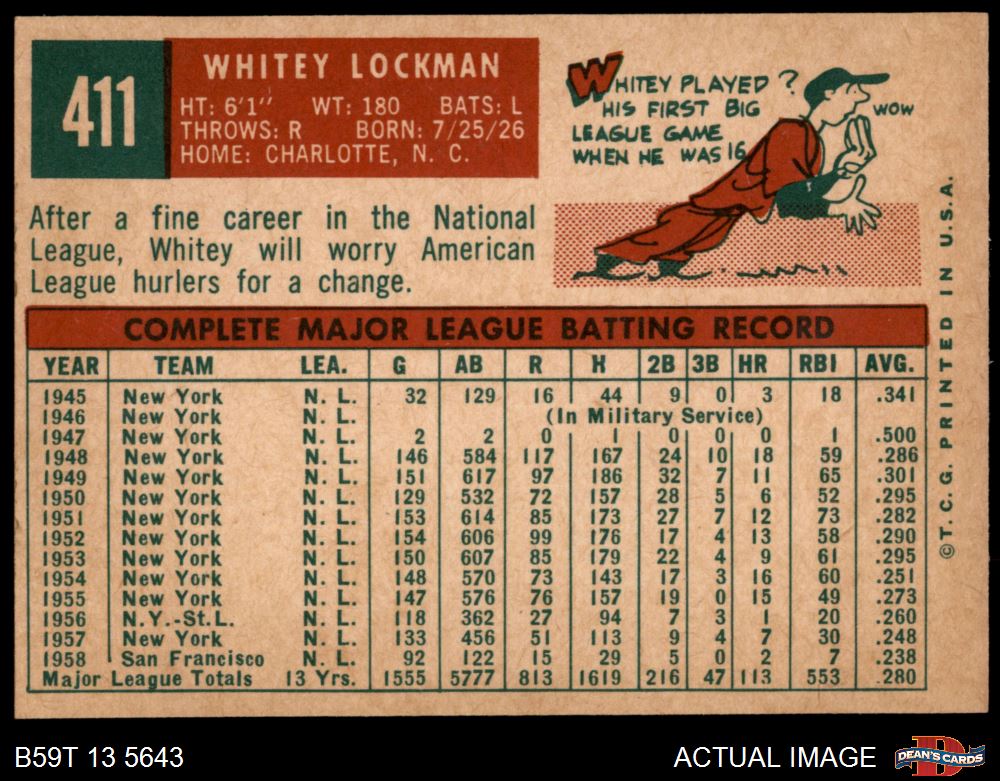 411
WHITEY LOCKMAN
HT: 6'1" WT: 180 BATS: L
THROWS: R BORN: 7/25/26
HOME: CHARLOTTE, N. C.
WHITEY PLAYED
HIS FIRST BIG
LEAGUE GAME
WHEN HE WAS 16
?
WOW
After a fine career in the National
League, Whitey will worry American
League hurlers for a change.
COMPLETE MAJOR LEAGUE BATTING RECORD
YEAR TEAM LEA. G AB R H 2B 3B HR RBI AVG.
1945 New York N. L. 32 129 16 44 9 0 3 18 .341
1946 New York N. L. (In Military Service)
1947 New York N. L. 2 2 0 1 0 0 0 1 .500
1948 New York N. L. 146 584 117 167 24 10 18 59 .286
1949 New York N. L. 151 617 97 186 32 7 11 65 .301
1950 New York N. L. 129 532 72 157 28 5 6 52 .295
1951 New York N. L. 153 614 85 173 27 7 12 73 .282
1952 New York N. L. 154 606 99 176 17 4 13 58 .290
1953 New York N. L. 150 607 85 179 22 4 9 61 .295
1954 New York N. L. 148 570 73 143 17 3 16 60 .251
1955 New York N. L. 147 576 76 157 19 0 15 49 .273
1956 N.Y.-St.L. N. L. 118 362 27 94 7 3 1 20 .260
1957 New York N. L. 133 456 51 113 9 4 7 30 .248
1958 San Francisco N. L. 92 122 15 29 5 0 2 7 .238
Major League Totals 13 Yrs. 1555 5777 813 1619 216 47 113 553 .280
© T. C. G. PRINTED IN U.S.A.
B59T 13 5643
ACTUAL IMAGE
D
DEAN'S CARDS